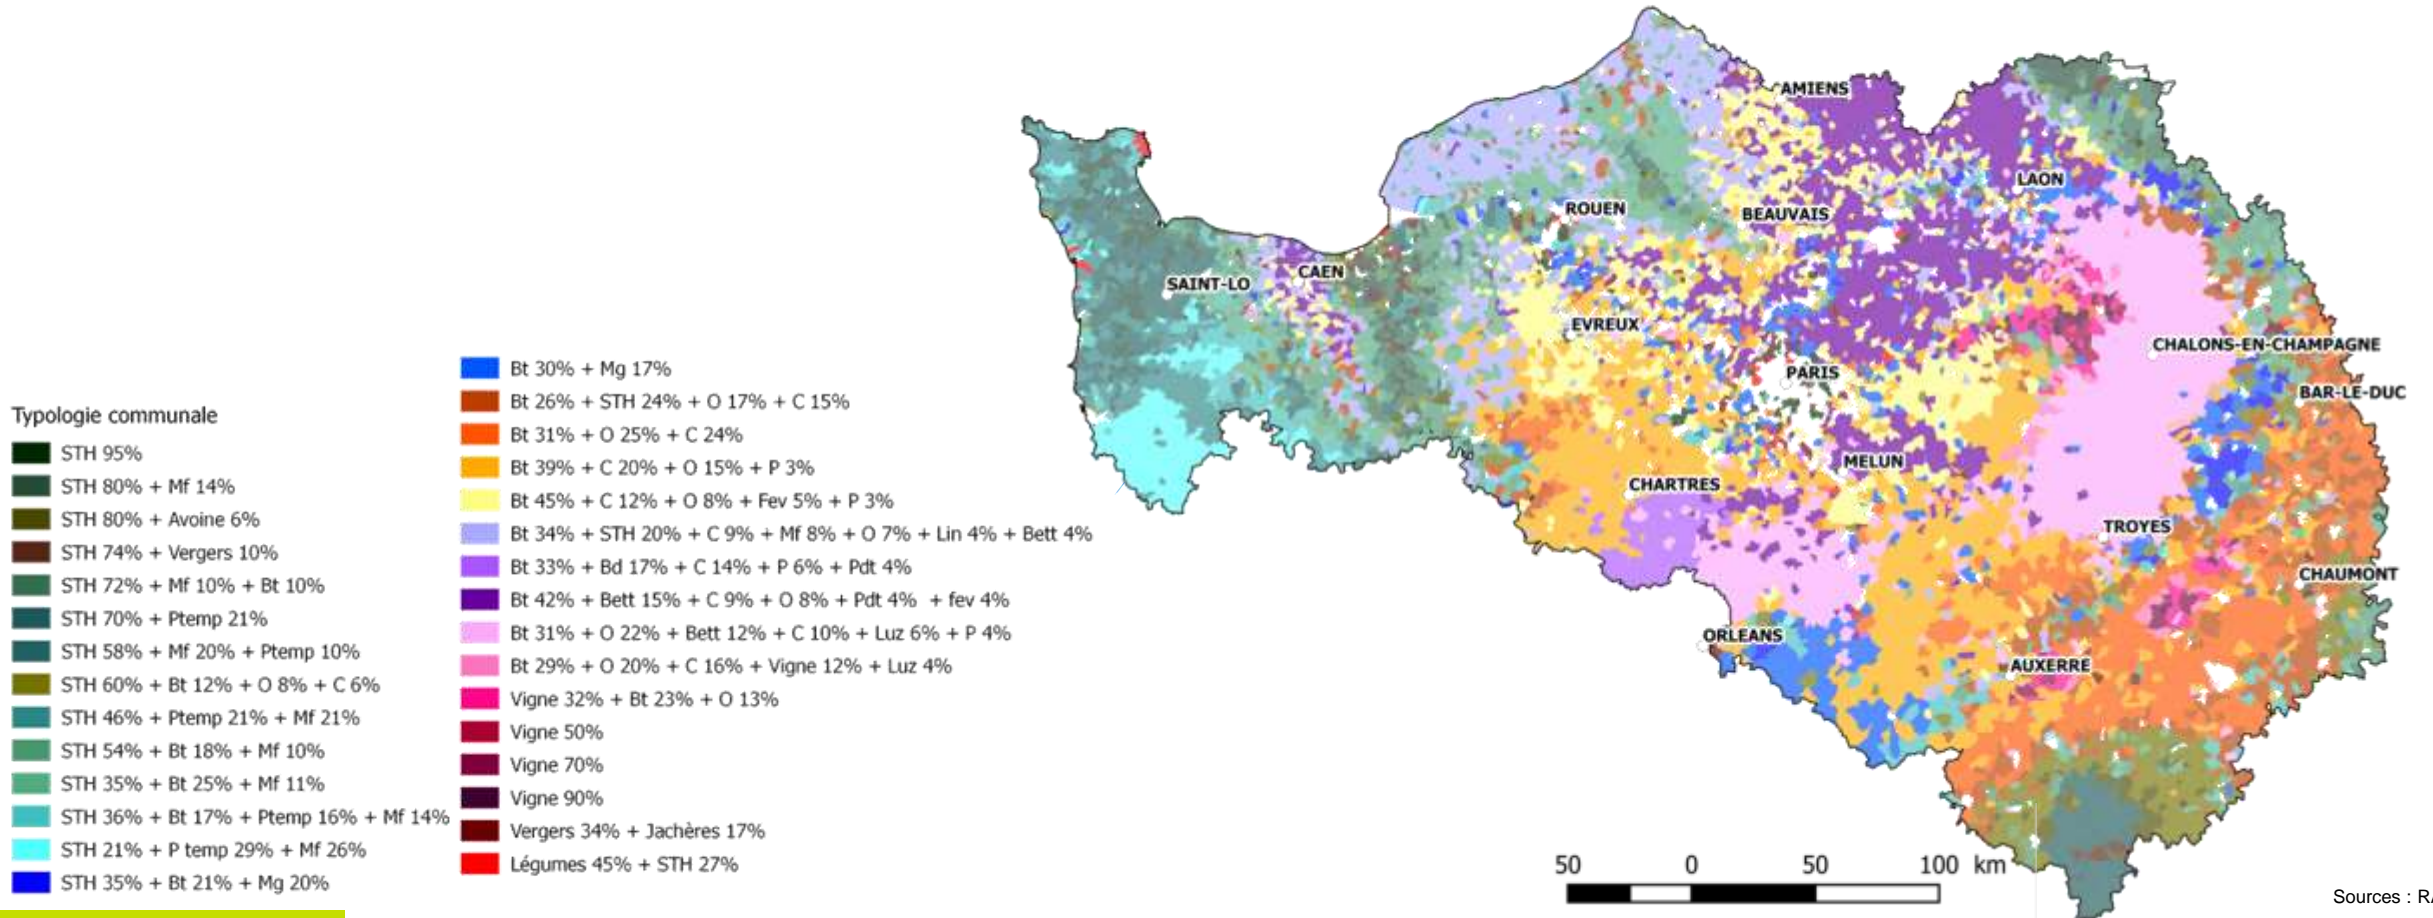 Typologie communale
STH 95%
STH 80% + Mf 14%
STH 80% + Avoine 6%
STH 74% + Vergers 10%
STH 72% + Mf 10% + Bt 10%
STH 70% + Ptemp 21%
STH 58% + Mf 20% + Ptemp 10%
STH 60% + Bt 12% + O 8% + C 6%
STH 46% + Ptemp 21% + Mf 21%
STH 54% + Bt 18% + Mf 10%
STH 35% + Bt 25% + Mf 11%
STH 36% + Bt 17% + Ptemp 16% + Mf 14%
STH 21% + P temp 29% + Mf 26%
STH 35% + Bt 21% + Mg 20%
Bt 30% + Mg 17%
Bt 26% + STH 24% + O 17% + C 15%
Bt 31% + O 25% + C 24%
Bt 39% + C 20% + O 15% + P 3%
Bt 45% + C 12% + O 8% + Fev 5% + P 3%
Bt 34% + STH 20% + C 9% + Mf 8% + O 7% + Lin 4% + Bett 4%
Bt 33% + Bd 17% + C 14% + P 6% + Pdt 4%
Bt 42% + Bett 15% + C 9% + O 8% + Pdt 4% + fev 4%
Bt 31% + O 22% + Bett 12% + C 10% + Luz 6% + P 4%
Bt 29% + O 20% + C 16% + Vigne 12% + Luz 4%
Vigne 32% + Bt 23% + O 13%
Vigne 50%
Vigne 70%
Vigne 90%
Vergers 34% + Jachères 17%
Légumes 45% + STH 27%
AMIENS
LAON
ROUEN
BEAUVAIS
CAEN
SAINT-LO
EVREUX
CHALONS-EN-CHAMPAGNE
PARIS
BAR-LE-DUC
MELUN
CHARTRES
TROYES
CHAUMONT
ORLEANS
AUXERRE
50 0 50 100 km
Sources : R